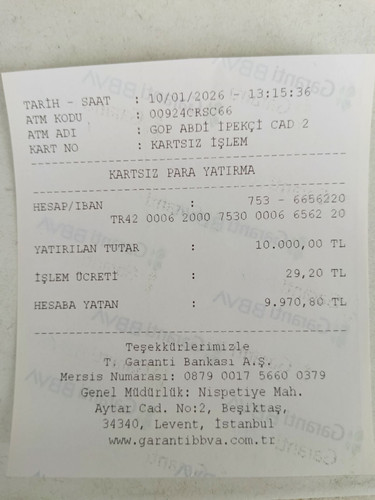 TARİH - SAAT : 10/01/2026 - 13:15:36
ATM KODU : 00924CRSC66
ATM ADI : GOP ABDİ İPEKÇİ CAD 2
KART NO : KARTSIZ İŞLEM
KARTSIZ PARA YATIRMA
HESAP/IBAN : 753 - 6656220
TR42 0006 2000 7530 0006 6562 20
YATIRILAN TUTAR : 10.000,00 TL
İŞLEM ÜCRETİ : 29,20 TL
HESABA YATAN : 9.970,80 TL
Teşekkürlerimizle
T. Garanti Bankası A.Ş.
Mersis Numarası: 0879 0017 5660 0379
Genel Müdürlük: Nispetiye Mah.
Aytar Cad. No:2, Beşiktaş,
34340, Levent, İstanbul
www.garantibbva.com.tr